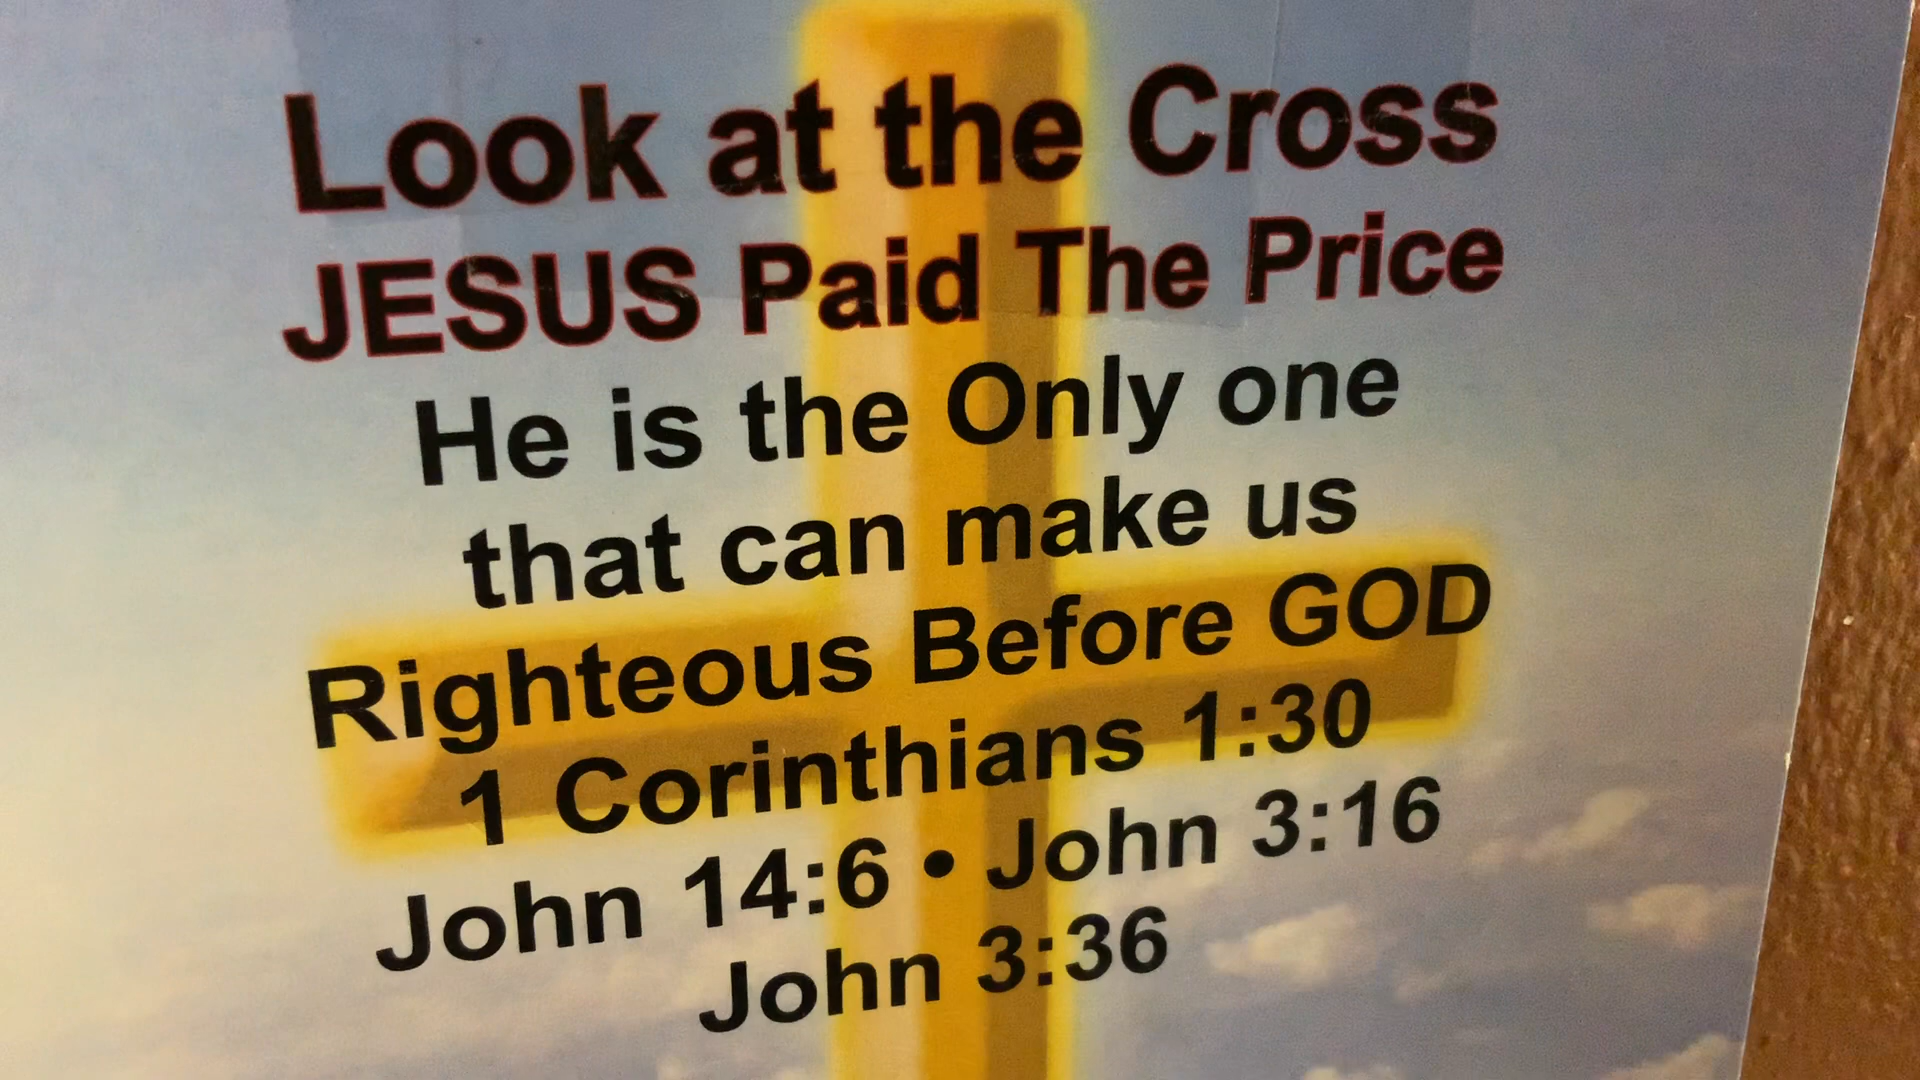 Look at the Cross
JESUS Paid The Price
He is the Only one
that can make us
Righteous Before GOD
1 Corinthians 1:30
John 14:6 • John 3:16
John 3:36